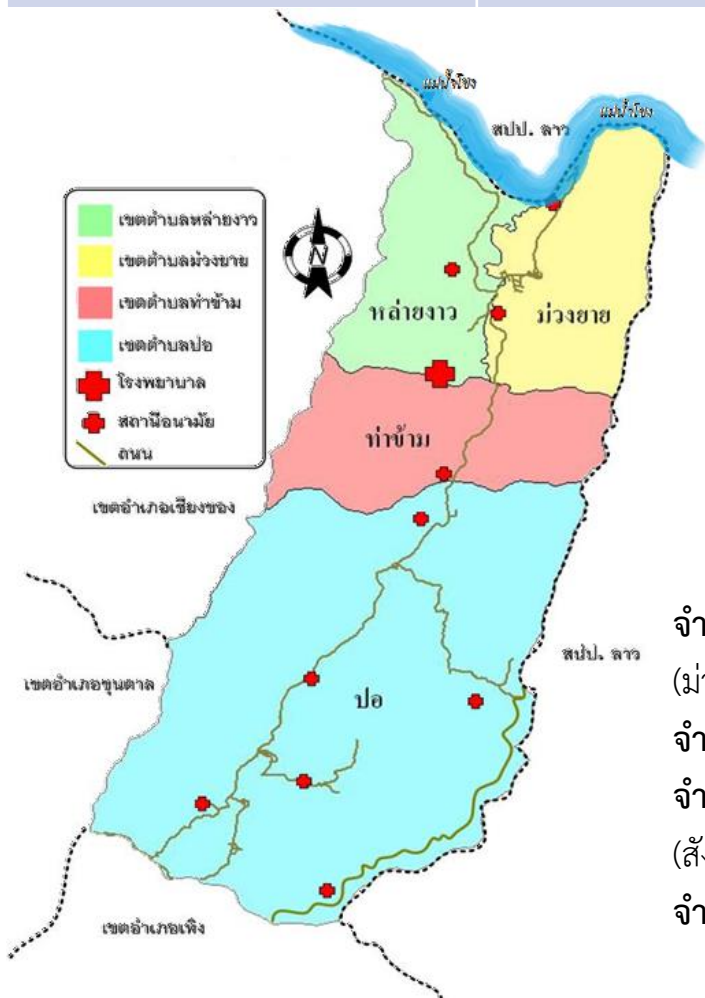 แม่น้ำโขง
แม่น้ำโขง
สปป. ลาว
เขตตำบลหล่ายงาว
เขตตำบลม่วงยาย
เขตตำบลท่าข้าม
เขตตำบลปอ
โรงพยาบาล
สถานีอนามัย
ถนน
N
หล่ายงาว
ม่วงยาย
ท่าข้าม
เขตอำเภอเชียงของ
สปป. ลาว
เขตอำเภอขุนตาล
ปอ
เขตอำเภอเทิง
จำ
(ม่
จำ
จำ
(สั
จำ